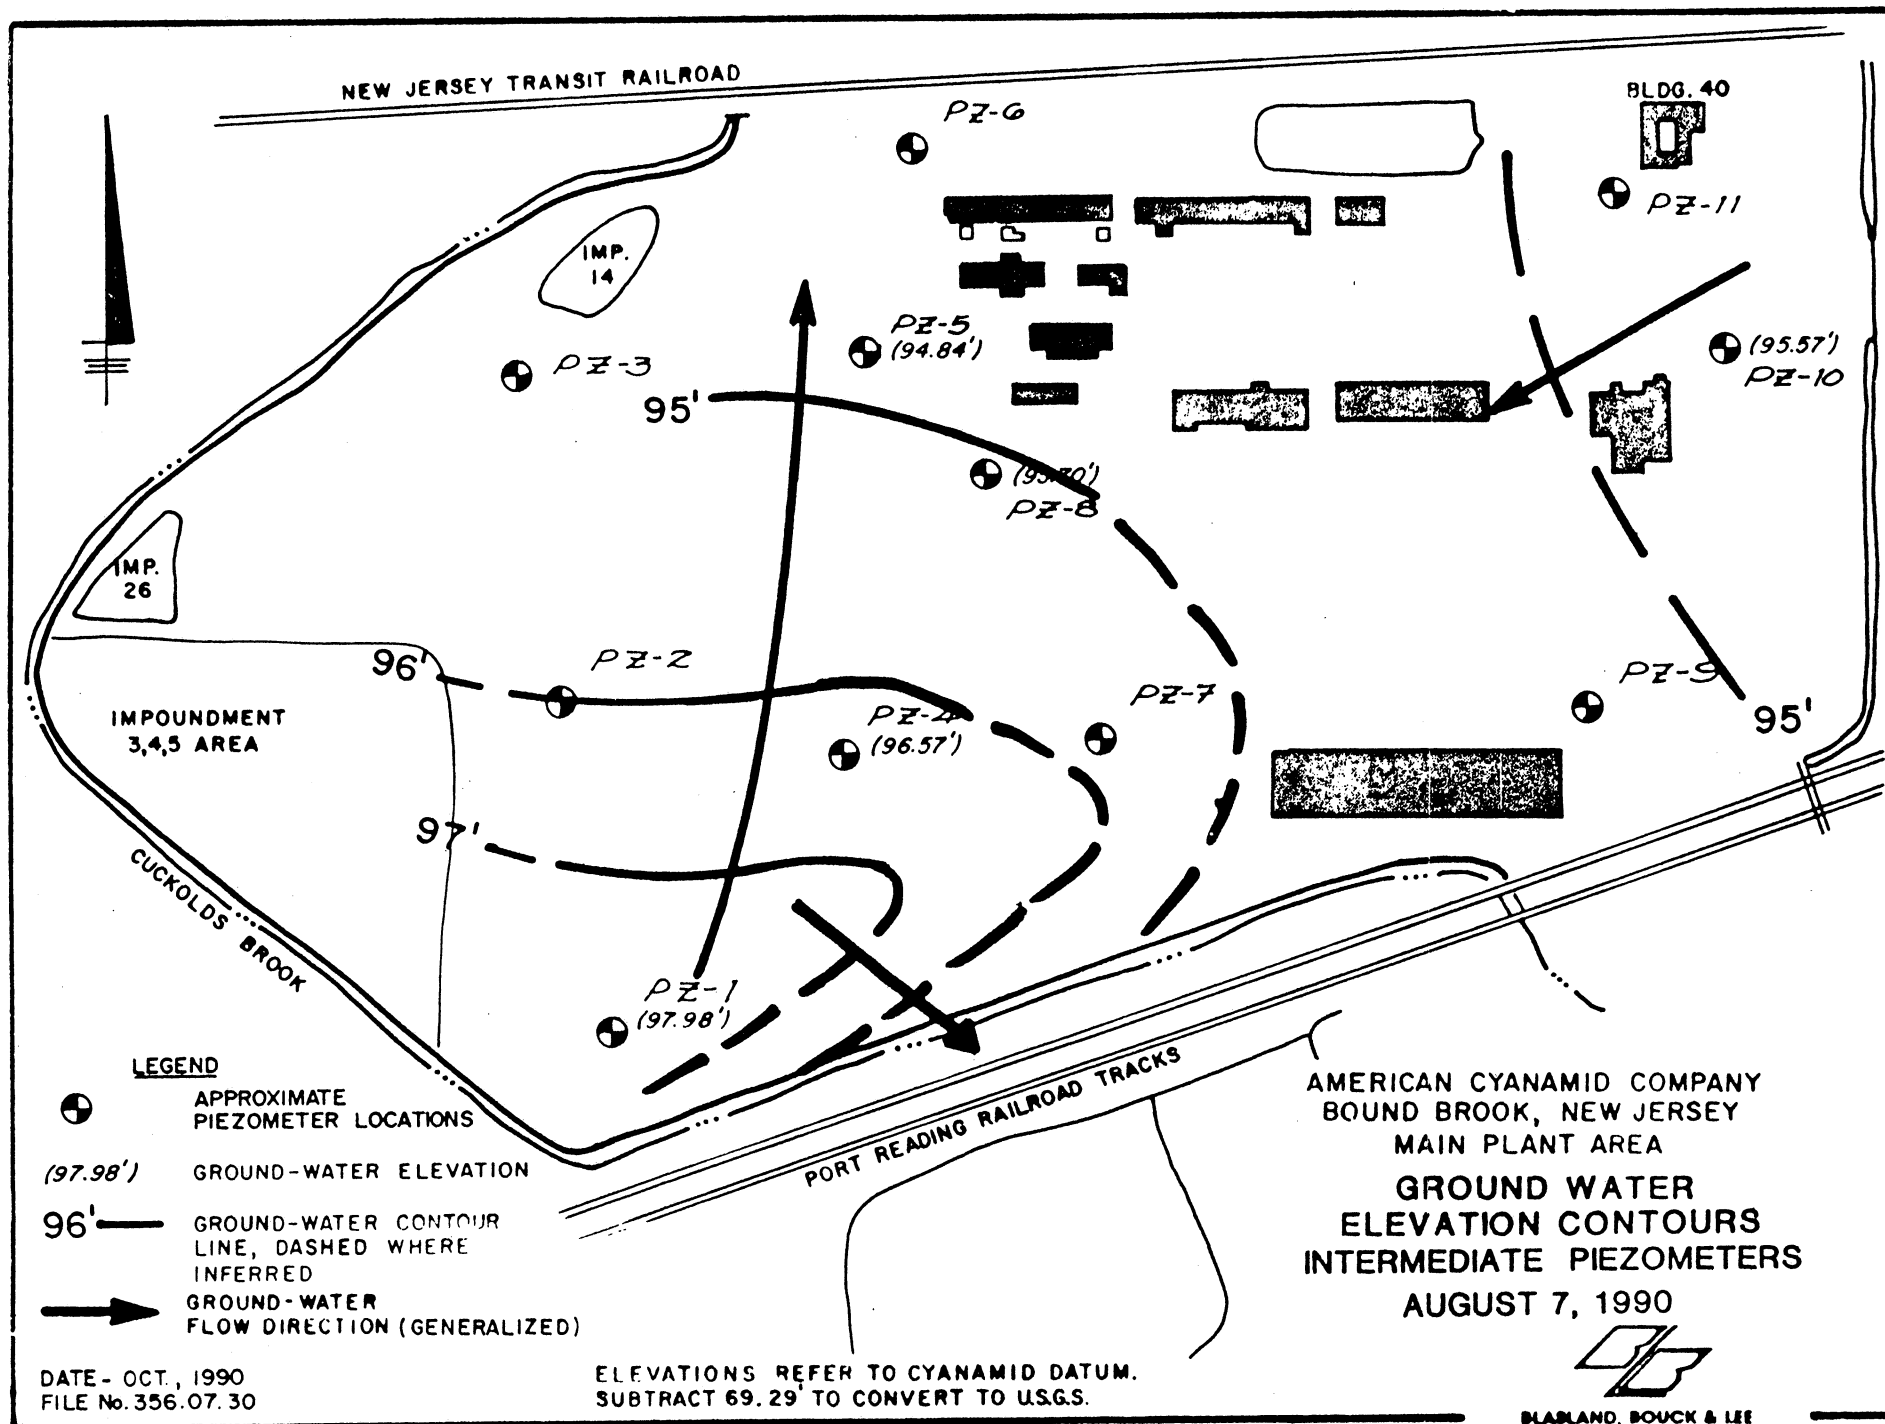 NEW JERSEY TRANSIT RAILROAD
BLDG. 40
PZ-6
PZ-11
IMP.
14
PZ-5
(94.84')
PZ-3
(95.57')
PZ-10
95'
PZ-8
IMP.
26
96'
PZ-2
IMPOUNDMENT
3,4,5 AREA
PZ-4
(96.57')
PZ-7
PZ-9
95'
97'
CUCKOLDS BROOK
PZ-1
(97.98')
PORT READING RAILROAD TRACKS
LEGEND
APPROXIMATE
PIEZOMETER LOCATIONS
(97.98') GROUND-WATER ELEVATION
96' GROUND-WATER CONTOUR
LINE, DASHED WHERE
INFERRED
GROUND-WATER
FLOW DIRECTION (GENERALIZED)
DATE- OCT., 1990
FILE No. 356.07.30
ELEVATIONS REFER TO CYANAMID DATUM.
SUBTRACT 69.29' TO CONVERT TO U.S.G.S.
AMERICAN CYANAMID COMPANY
BOUND BROOK, NEW JERSEY
MAIN PLANT AREA
GROUND WATER
ELEVATION CONTOURS
INTERMEDIATE PIEZOMETERS
AUGUST 7, 1990
BLASLAND, BOUCK & LEE